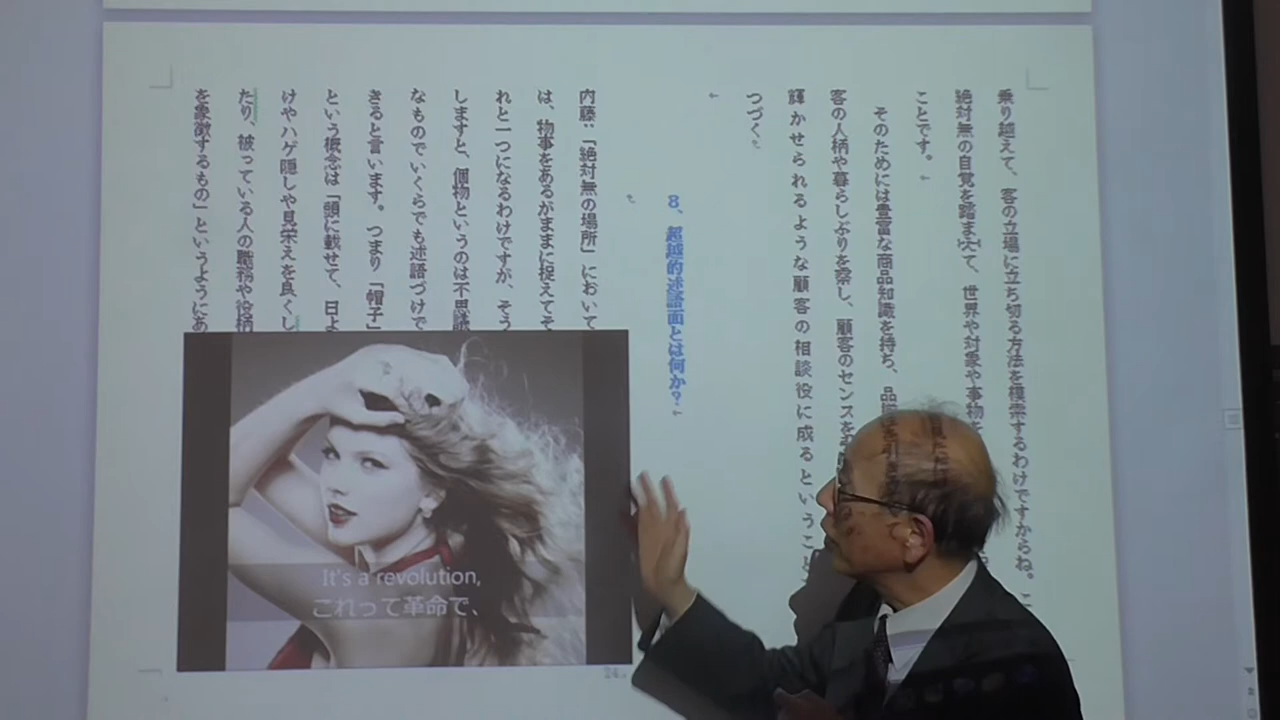 乗り越えて、客の立場に立ち切る方法を模索するわけですからね。こ
絶対無の自覚を踏まえて、世界や対象や事物を
ことです。
そのためには豊富な商品知識を持ち、品
客の人柄や暮らしぶりを察し、顧客のセンスを
輝かせられるような顧客の相談役に成るということ
つづく
8、超越的述語面とは何か?
内藤:「絶対無の場所」において
は、物事をあるがままに捉えてそ
れと一つになるわけですが、そう
しますと、個物というのは不思議
なものでいくらでも述語づけで
きると言います。つまり「帽子」
という概念は「頭に載せて、日よ
けやハゲ隠しや見栄えを良くし
たり、被っている人の職務や役柄
を象徴するもの」というようにあ
It's a revolution,
これって革命で、
24